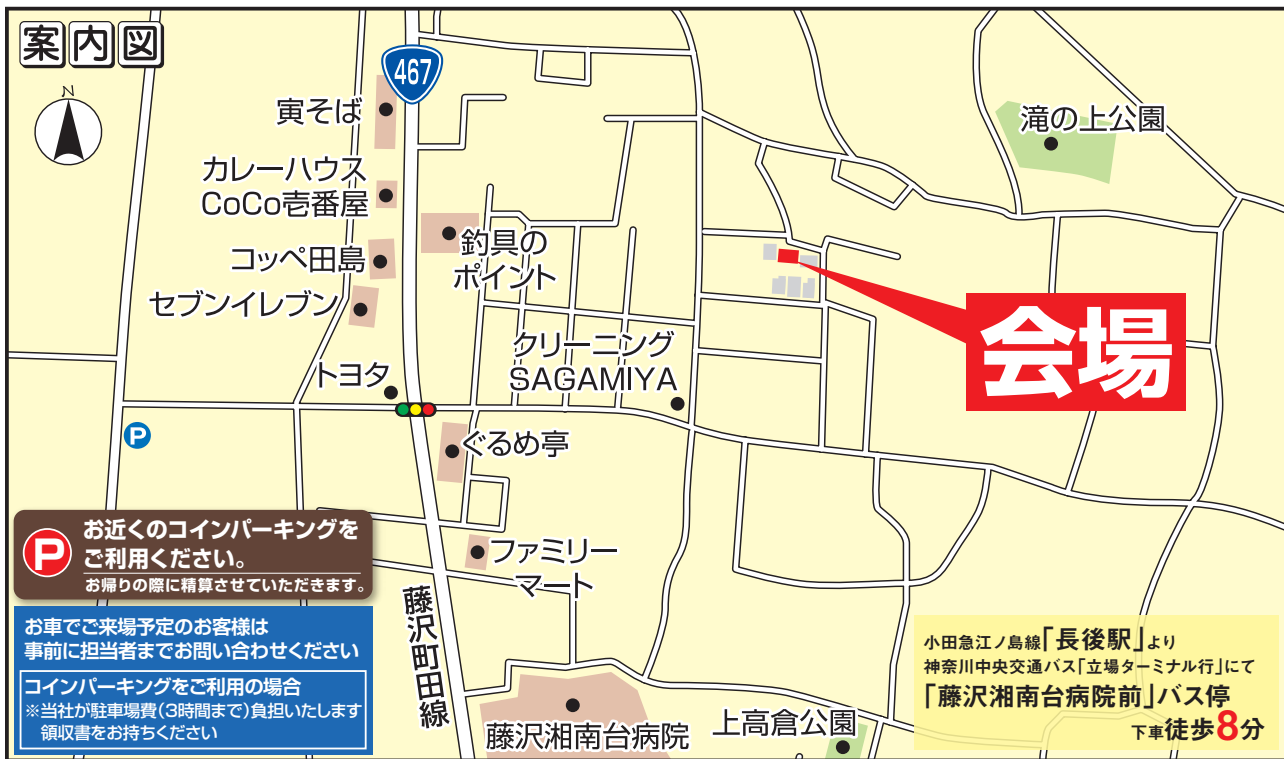 案内図
N
467
寅そば
カレーハウス
CoCo壱番屋
コッペ田島
セブンイレブン
釣具の
ポイント
トヨタ
クリーニング
SAGAMIYA
滝の上公園
会場
P
ぐるめ亭
ファミリー
マート
藤沢町田線
藤沢湘南台病院
上高倉公園
P
お近くのコインパーキングを
ご利用ください。
お帰りの際に精算させていただきます。
お車でご来場予定のお客様は
事前に担当者までお問い合わせください
コインパーキングをご利用の場合
※当社が駐車場費(3時間まで)負担いたします
領収書をお持ちください
小田急江ノ島線「長後駅」より
神奈川中央交通バス「立場ターミナル行」にて
「藤沢湘南台病院前」バス停
下車徒歩8分